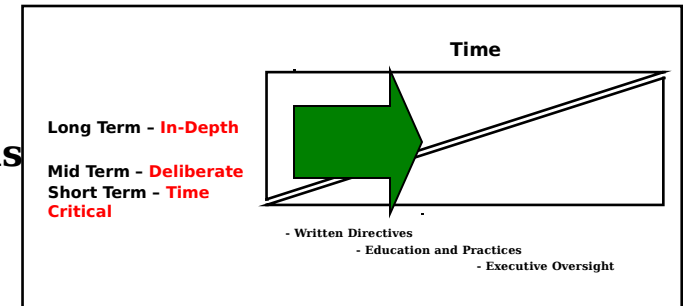 Time
Long Term – In-Depth
Mid Term – Deliberate
Short Term – Time
Critical
- Written Directives
- Education and Practices
- Executive Oversight